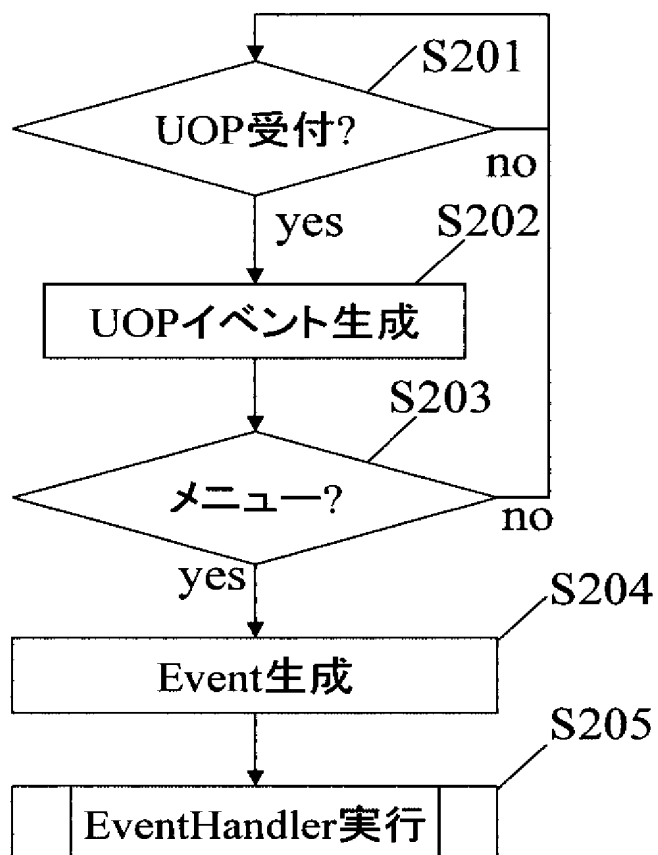 S201
UOP受付?
no
yes
S202
UOPイベント生成
S203
メニュー?
no
yes
S204
Event生成
S205
EventHandler実行